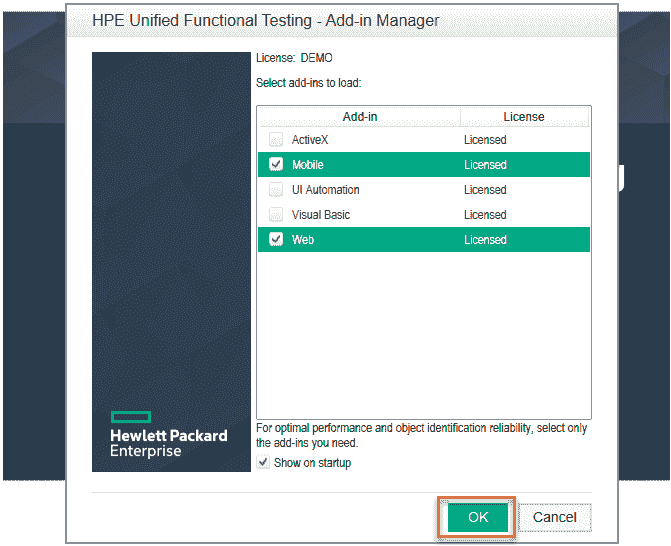 HPE Unified Functional Testing - Add-in Manager
License: DEMO
Select add-ins to load:
Add-in License
ActiveX Licensed
Mobile Licensed
UI Automation Licensed
Visual Basic Licensed
Web Licensed
Hewlett Packard
Enterprise
For optimal performance and object identification reliability, select only
the add-ins you need.
Show on startup
OK Cancel